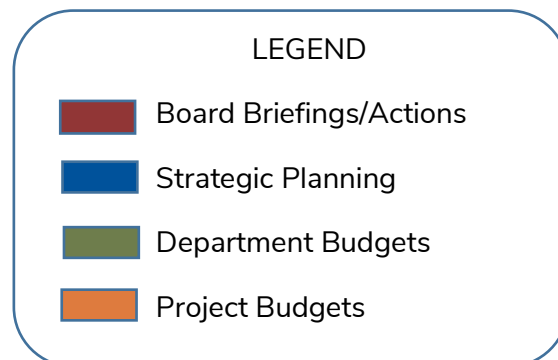 LEGEND
Board Briefings/Actions
Strategic Planning
Department Budgets
Project Budgets